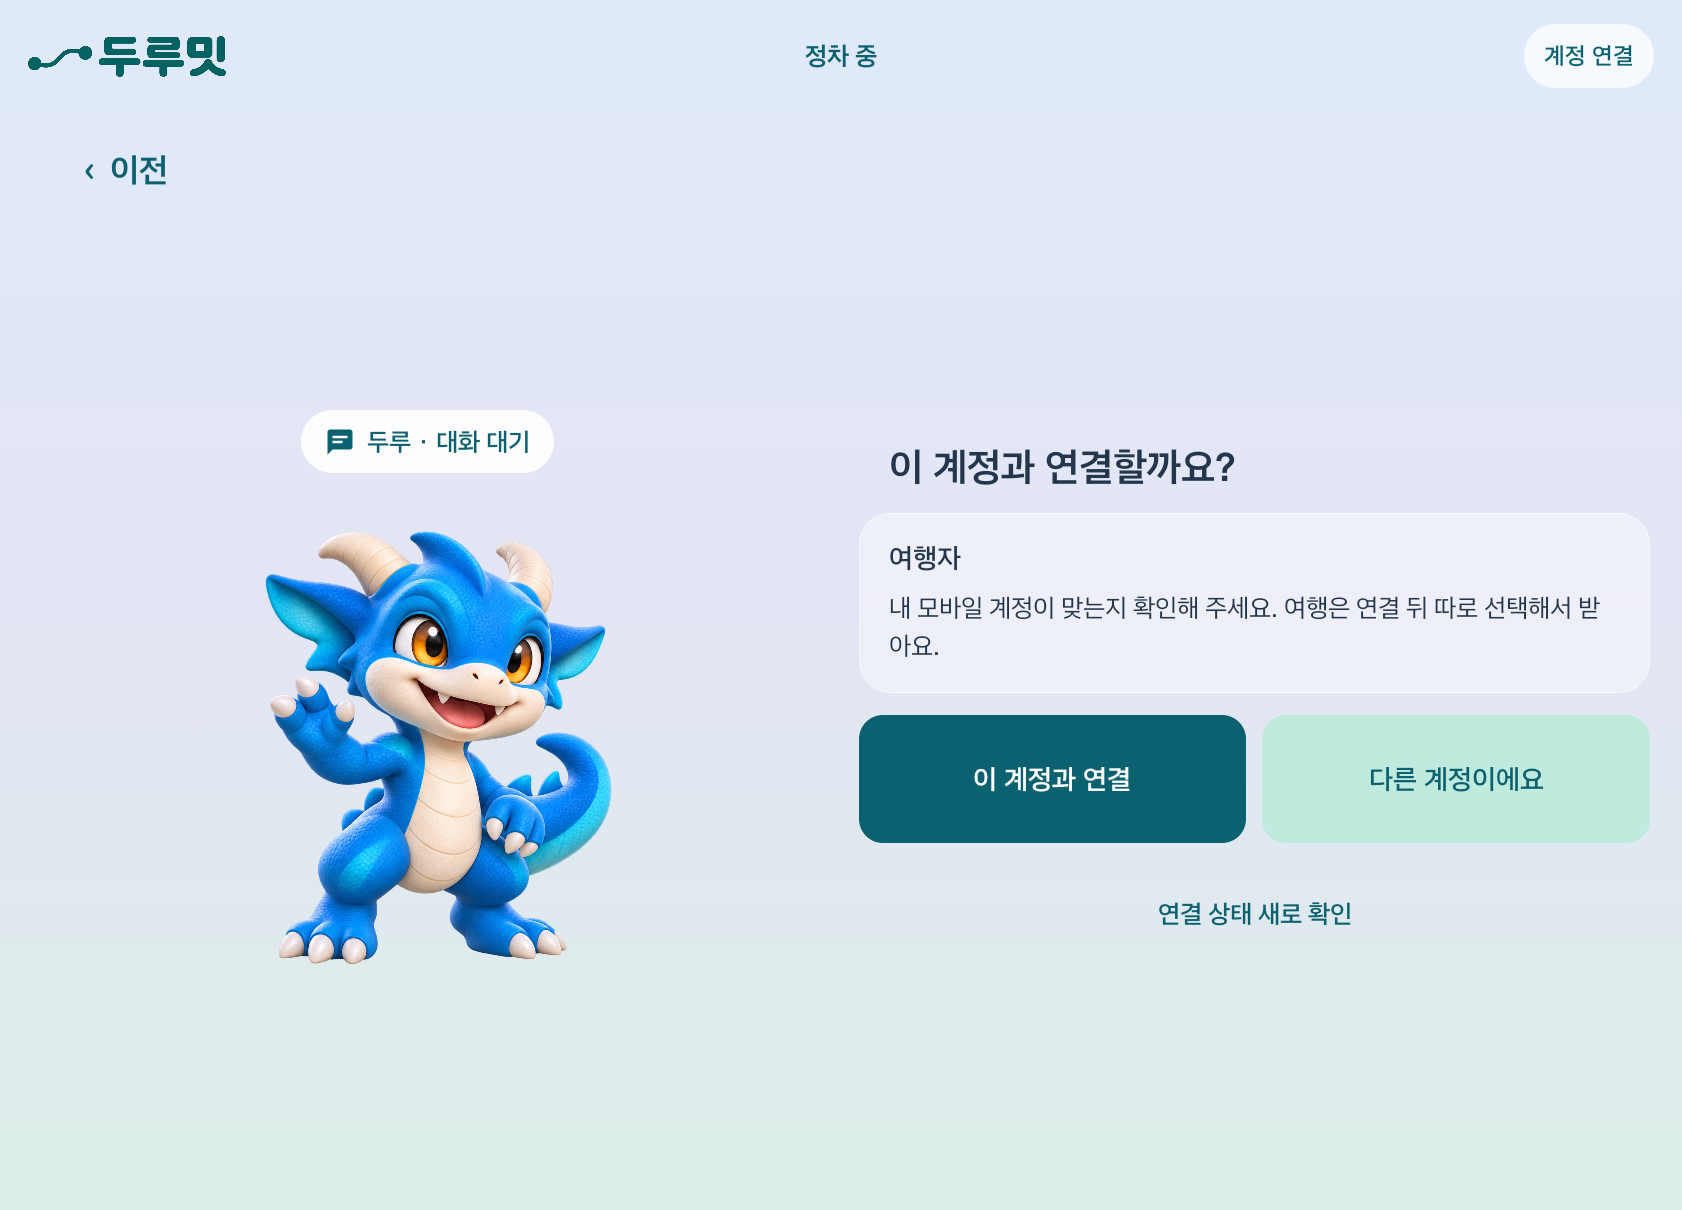 두루밋
정차 중
계정 연결
‹ 이전
두루 · 대화 대기
이 계정과 연결할까요?
여행자
내 모바일 계정이 맞는지 확인해 주세요. 여행은 연결 뒤 따로 선택해서 받
아요.
이 계정과 연결
다른 계정이에요
연결 상태 새로 확인